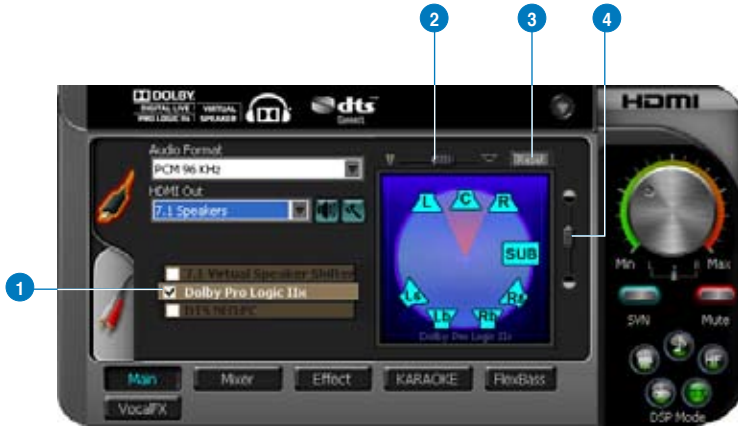 2 3 4
DOLBY
DIGITAL LIVE VIRTUAL
PRO LOGIC IIx SPEAKER
dts
Connect
HDMI
Audio Format
PCM 96 KHz
HDMI Out
7.1 Speakers
L C R
SUB
Ls Rs
Lb Rb
Dolby Pro Logic IIx
1
7.1 Virtual Speaker Shifter
Dolby Pro Logic IIx
DTS NEO:PC
Min L R Max
SVN Mute
HF
DSP Mode
Main Mixer Effect KARAOKE FlexBass
VocalFX